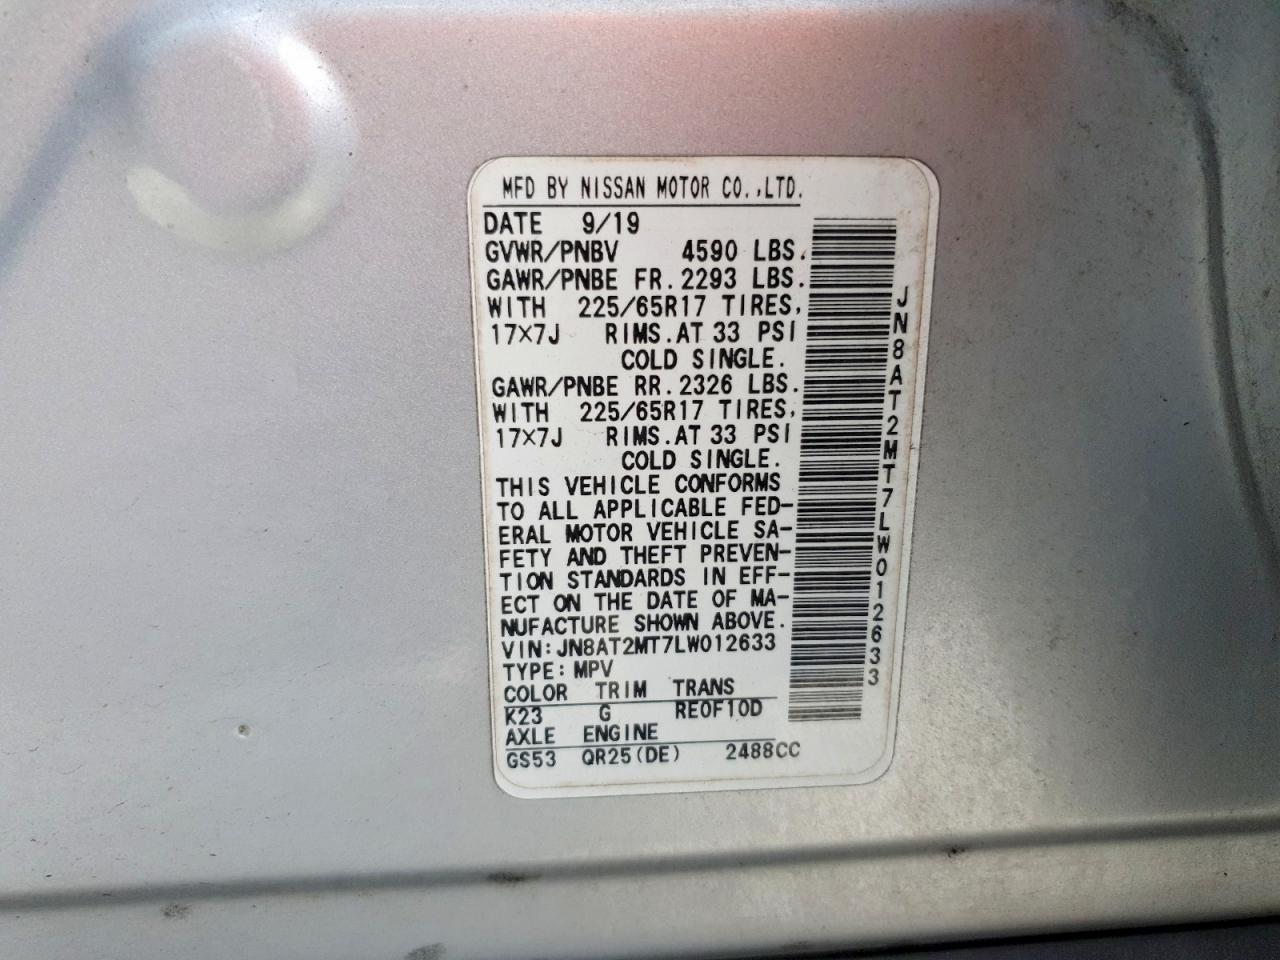 MFD BY NISSAN MOTOR CO.,LTD.
DATE 9/19
GVWR/PNBV 4590 LBS.
GAWR/PNBE FR.2293 LBS.
WITH 225/65R17 TIRES,
17×7J RIMS.AT 33 PSI
COLD SINGLE.
GAWR/PNBE RR.2326 LBS.
WITH 225/65R17 TIRES,
17×7J RIMS.AT 33 PSI
COLD SINGLE.
THIS VEHICLE CONFORMS
TO ALL APPLICABLE FED-
ERAL MOTOR VEHICLE SA-
FETY AND THEFT PREVEN-
TION STANDARDS IN EFF-
ECT ON THE DATE OF MA-
NUFACTURE SHOWN ABOVE.
VIN:JN8AT2MT7LW012633
TYPE:MPV
COLOR TRIM TRANS
K23 G RE0F10D
AXLE ENGINE
GS53 QR25(DE) 2488CC
JN8AT2MT7LW012633